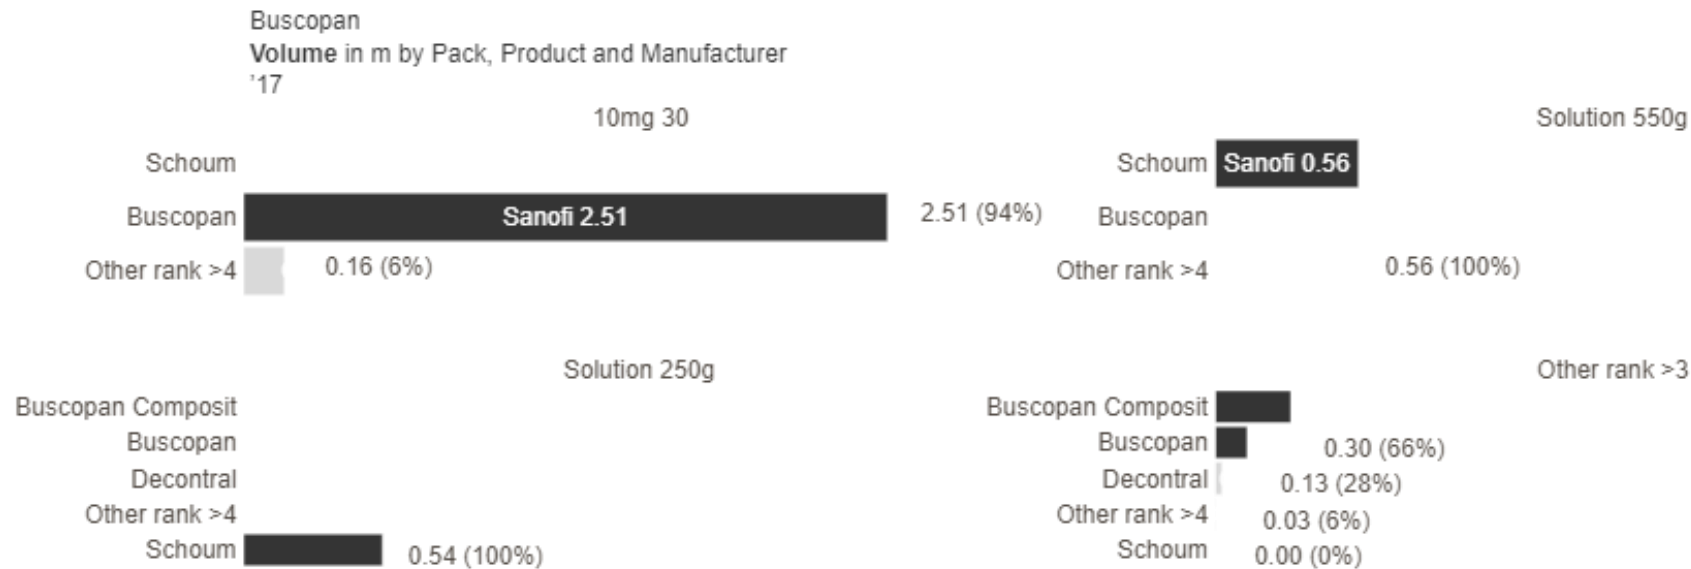 Buscopan
Volume in m by Pack, Product and Manufacturer
’17
10mg 30
Schoum
Buscopan Sanofi 2.51 2.51 (94%)
Other rank >4 0.16 (6%)
Solution 550g
Schoum Sanofi 0.56
Buscopan
Other rank >4 0.56 (100%)
Solution 250g
Buscopan Composit
Buscopan
Decontral
Other rank >4
Schoum 0.54 (100%)
Other rank >3
Buscopan Composit
Buscopan 0.30 (66%)
Decontral 0.13 (28%)
Other rank >4 0.03 (6%)
Schoum 0.00 (0%)